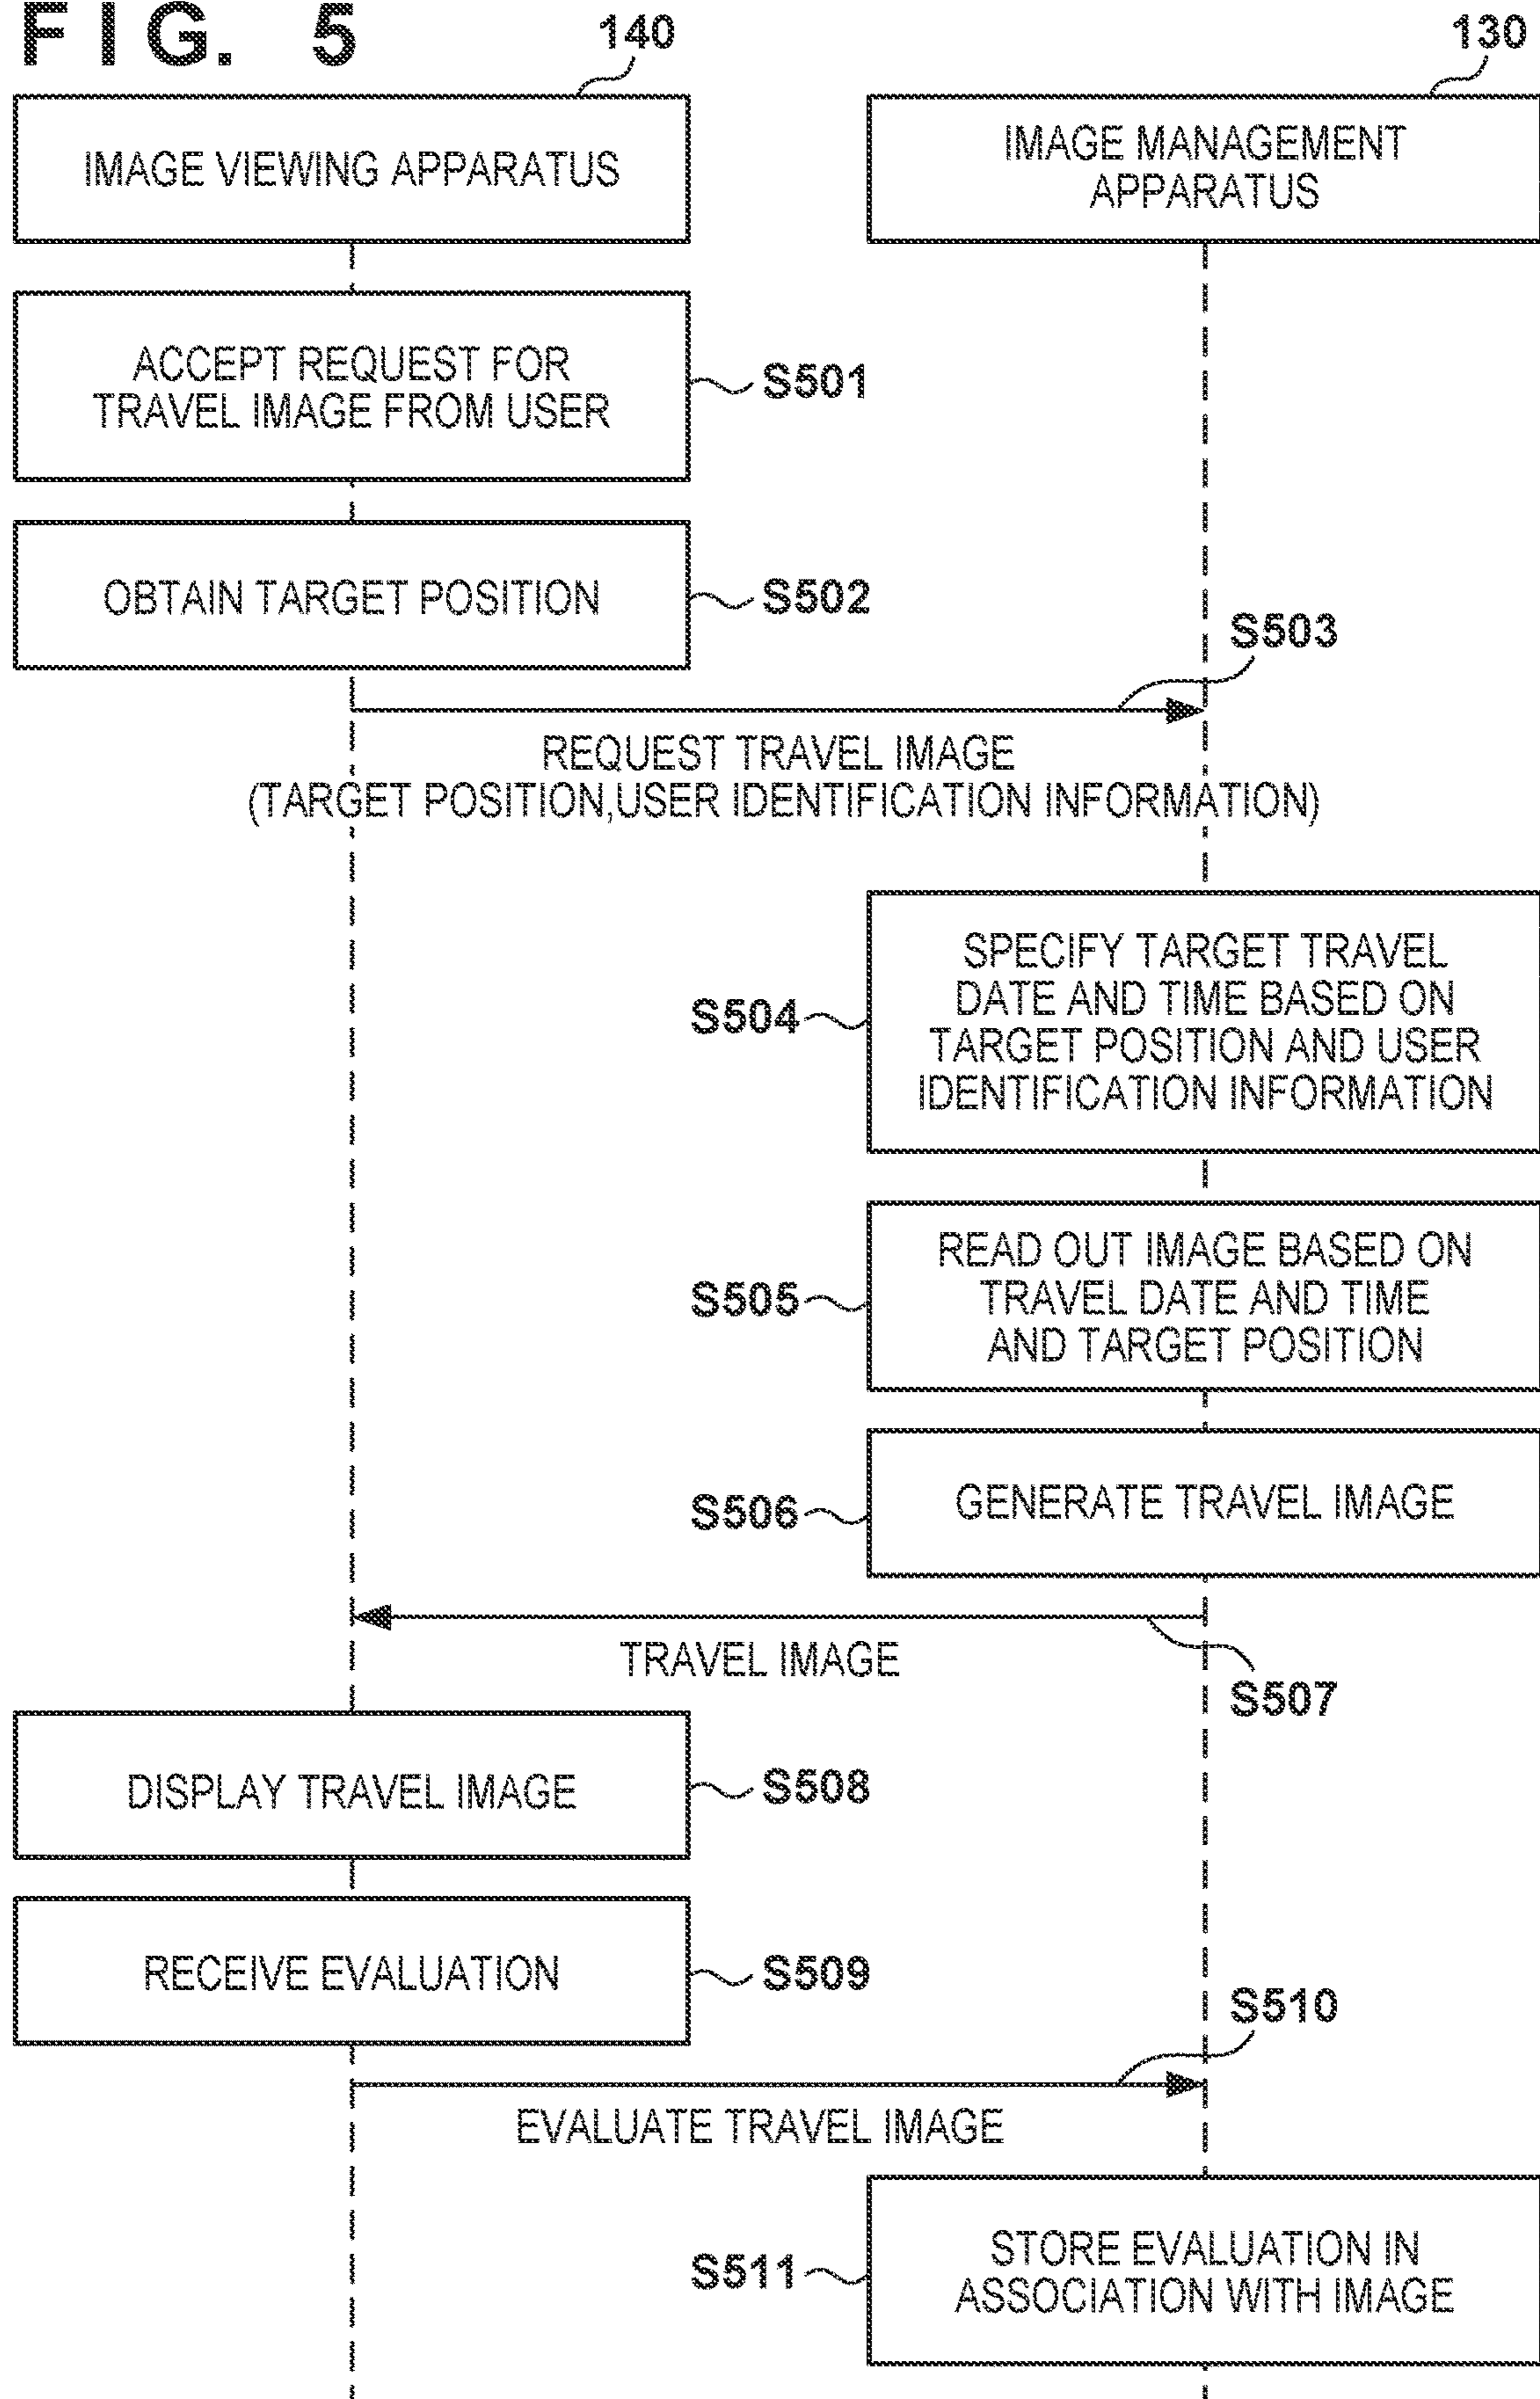 FIG. 5
140
130
IMAGE VIEWING APPARATUS
IMAGE MANAGEMENT
APPARATUS
ACCEPT REQUEST FOR
TRAVEL IMAGE FROM USER
S501
OBTAIN TARGET POSITION
S502
S503
REQUEST TRAVEL IMAGE
(TARGET POSITION,USER IDENTIFICATION INFORMATION)
S504
SPECIFY TARGET TRAVEL
DATE AND TIME BASED ON
TARGET POSITION AND USER
IDENTIFICATION INFORMATION
S505
READ OUT IMAGE BASED ON
TRAVEL DATE AND TIME
AND TARGET POSITION
S506
GENERATE TRAVEL IMAGE
TRAVEL IMAGE
S507
DISPLAY TRAVEL IMAGE
S508
RECEIVE EVALUATION
S509
S510
EVALUATE TRAVEL IMAGE
S511
STORE EVALUATION IN
ASSOCIATION WITH IMAGE